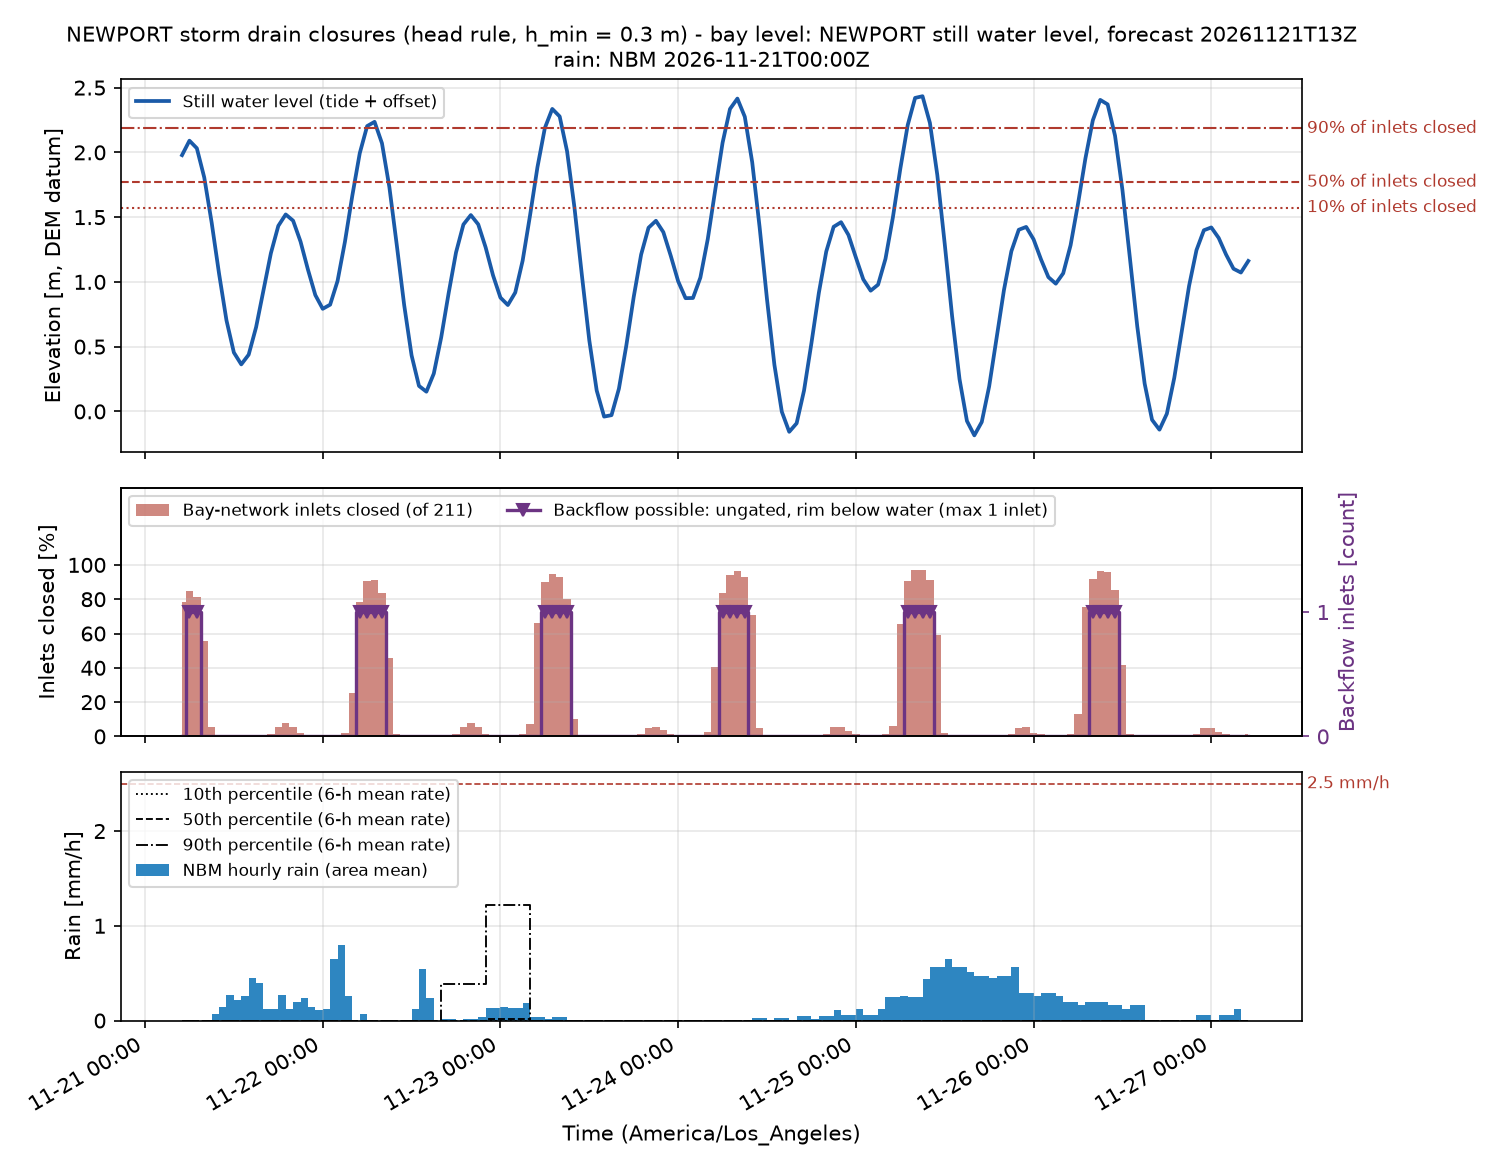 NEWPORT storm drain closures (head rule, h_min = 0.3 m) - bay level: NEWPORT still water level, forecast 20261121T13Z
rain: NBM 2026-11-21T00:00Z
Still water level (tide + offset)
Elevation [m, DEM datum]
2.5
2.0
1.5
1.0
0.5
0.0
90% of inlets closed
50% of inlets closed
10% of inlets closed
Bay-network inlets closed (of 211)
Backflow possible: ungated, rim below water (max 1 inlet)
Inlets closed [%]
100
80
60
40
20
0
Backflow inlets [count]
1
0
10th percentile (6-h mean rate)
50th percentile (6-h mean rate)
90th percentile (6-h mean rate)
NBM hourly rain (area mean)
2.5 mm/h
Rain [mm/h]
2
1
0
11-21 00:00
11-22 00:00
11-23 00:00
11-24 00:00
11-25 00:00
11-26 00:00
11-27 00:00
Time (America/Los_Angeles)